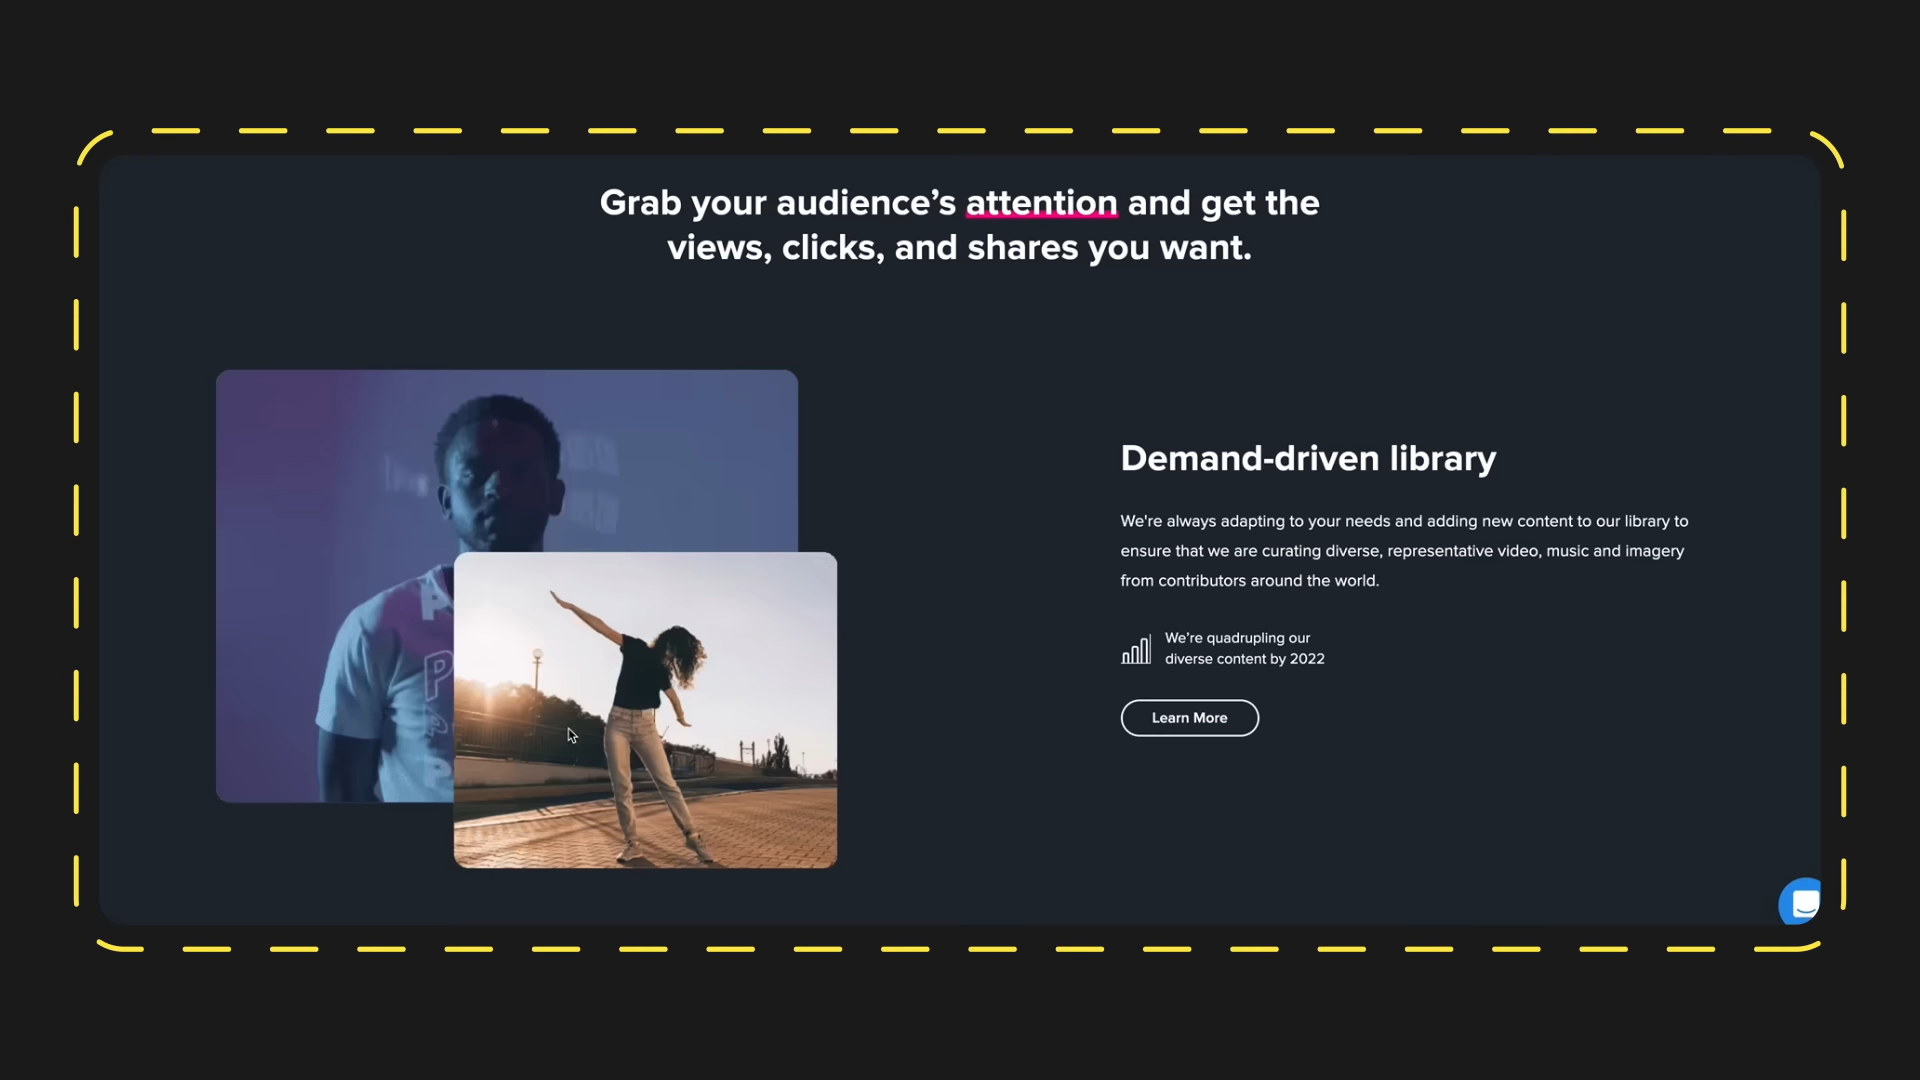 Grab your audience’s attention and get the
views, clicks, and shares you want.
Demand-driven library
We're always adapting to your needs and adding new content to our library to
ensure that we are curating diverse, representative video, music and imagery
from contributors around the world.
We’re quadrupling our
diverse content by 2022
Learn More